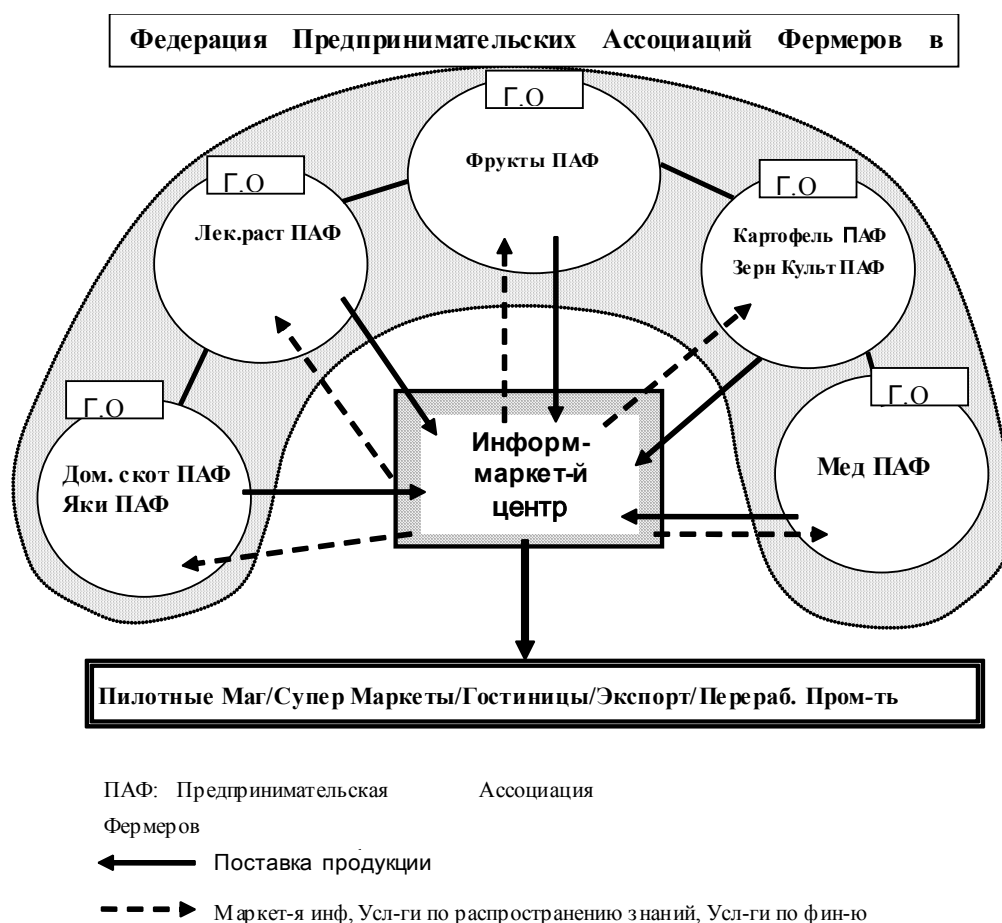 Федерация Предпринимательских Ассоциаций Фермеров в
Г.О
Фрукты ПАФ
Г.О
Лек.раст ПАФ
Г.О
Картофель ПАФ
Зерн Культ ПАФ
Г.О
Дом. скот ПАФ
Яки ПАФ
Информ-
маркет-й
центр
Г.О
Мед ПАФ
Пилотные Маг/Супер Маркеты/Гостиницы/Экспорт/Перераб. Пром-ть
ПАФ: Предпринимательская Ассоциация
Фермеров
Поставка продукции
Маркет-я инф, Усл-ги по распространению знаний, Усл-ги по фин-ю